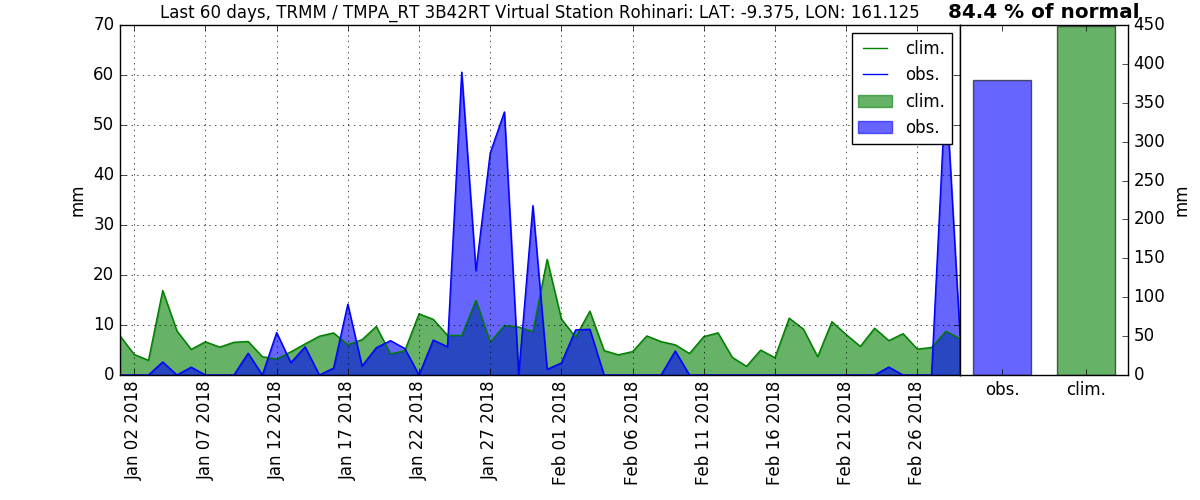 Last 60 days, TRMM / TMPA_RT 3B42RT Virtual Station Rohinari: LAT: -9.375, LON: 161.125
84.4 % of normal
70
60
50
40
30
20
10
0
mm
clim.
obs.
clim.
obs.
450
400
350
300
250
200
150
100
50
0
mm
obs.
clim.
Jan 02 2018
Jan 07 2018
Jan 12 2018
Jan 17 2018
Jan 22 2018
Jan 27 2018
Feb 01 2018
Feb 06 2018
Feb 11 2018
Feb 16 2018
Feb 21 2018
Feb 26 2018